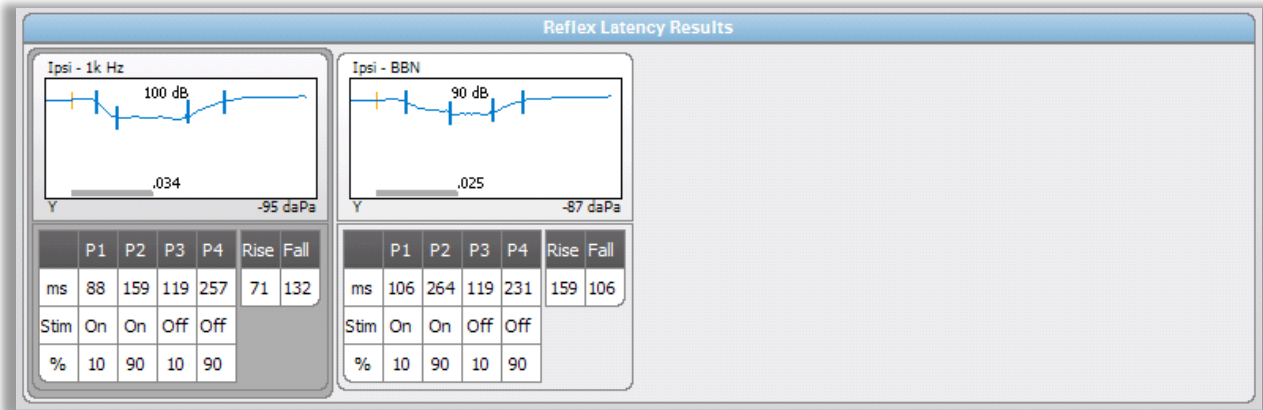 Reflex Latency Results
Ipsi - 1k Hz
100 dB
.034
Y -95 daPa
P1 P2 P3 P4 Rise Fall
ms 88 159 119 257 71 132
Stim On On Off Off
% 10 90 10 90
Ipsi - BBN
90 dB
.025
Y -87 daPa
P1 P2 P3 P4 Rise Fall
ms 106 264 119 231 159 106
Stim On On Off Off
% 10 90 10 90